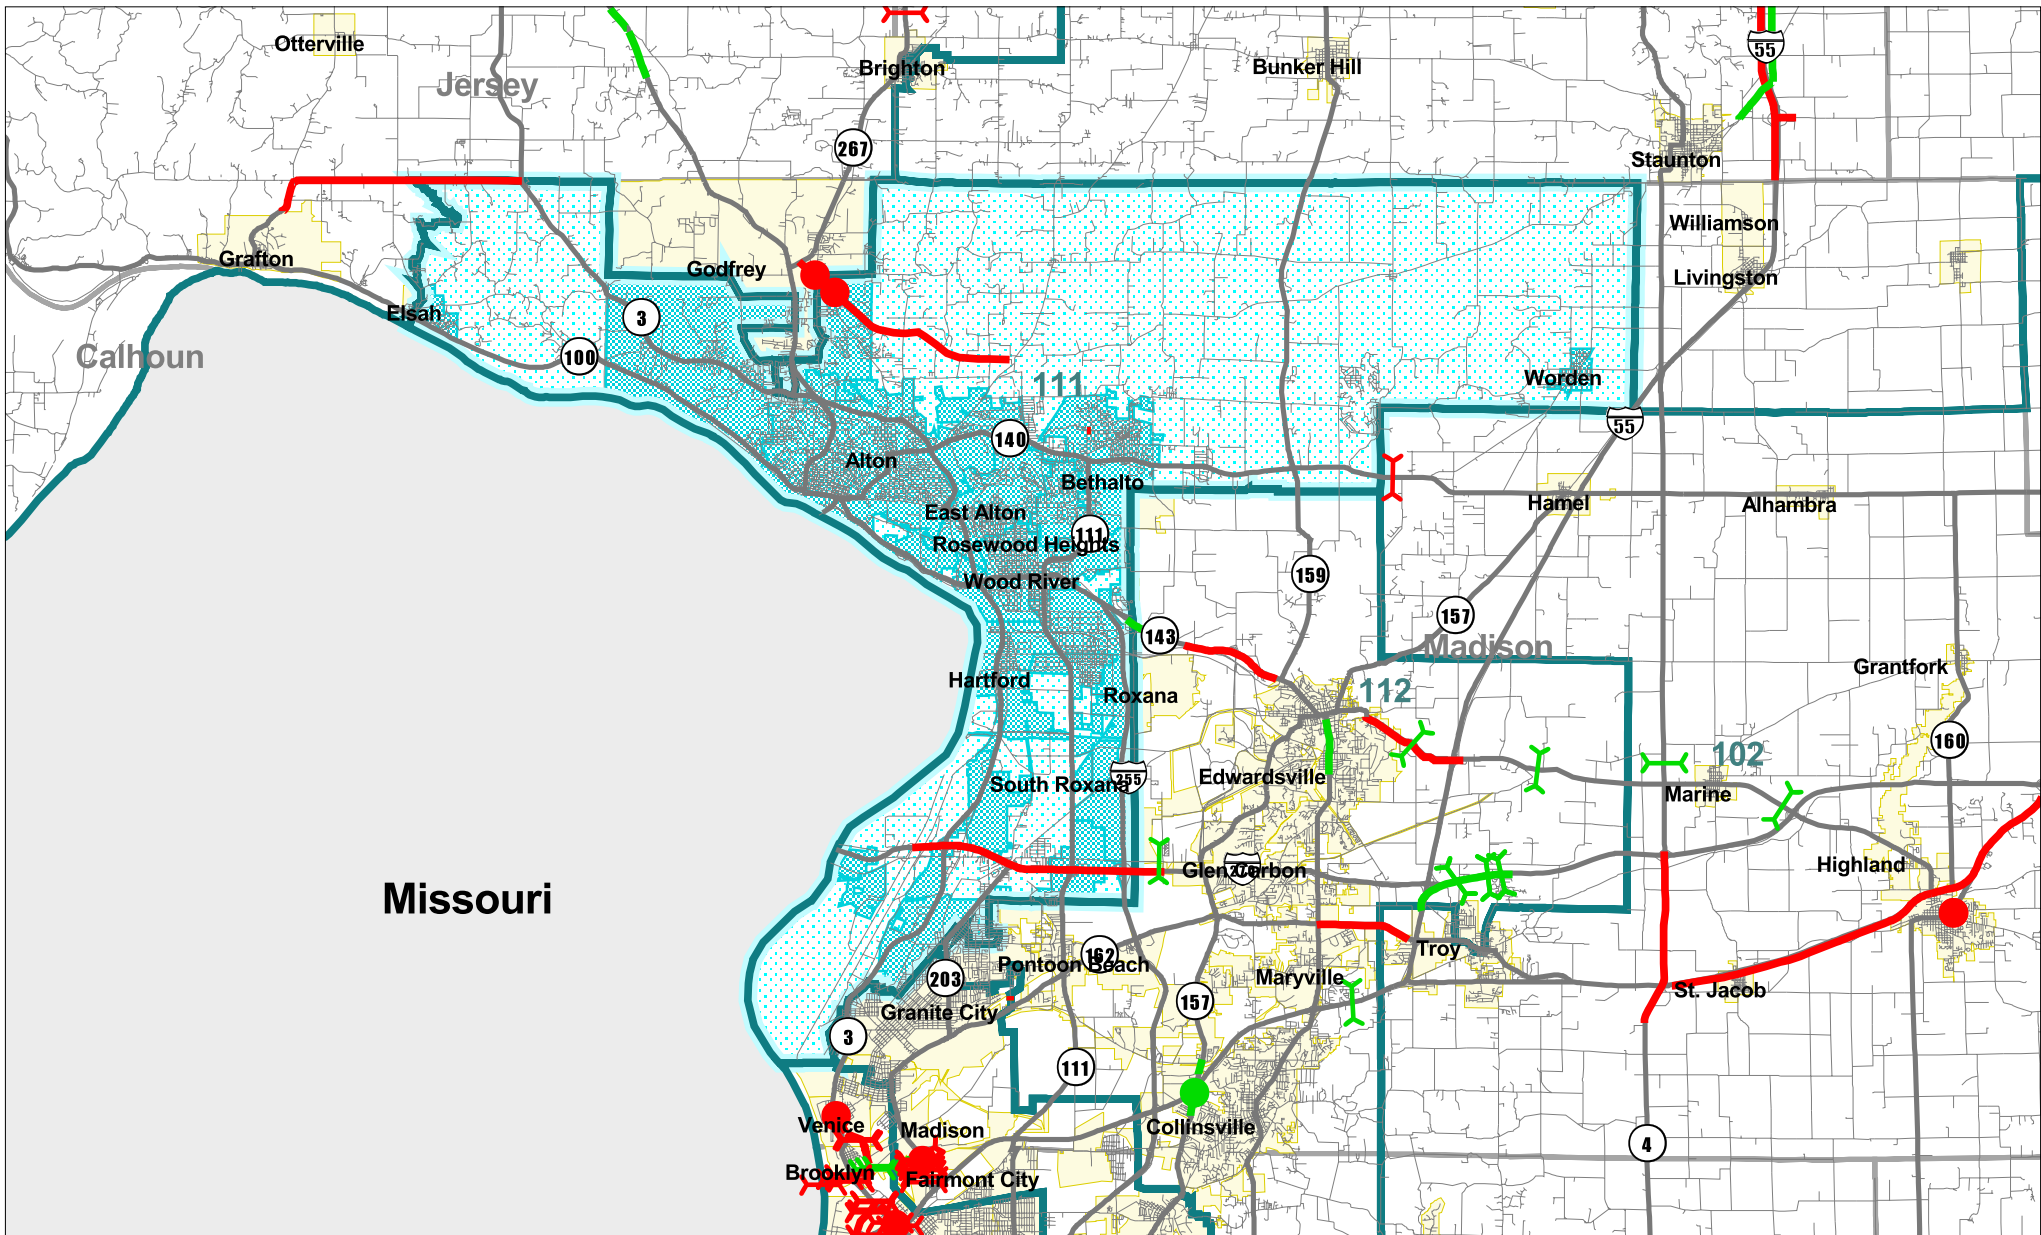 Otterville
Jersey
Brighton
Bunker Hill
55
267
Staunton
Williamson
Grafton
Godfrey
Livingston
Elsah
3
Calhoun
100
111
Worden
55
140
Alton
Bethalto
Hamel
Alhambra
East Alton
111
Rosewood Heights
159
Wood River
157
143
Madison
Grantfork
Hartford
Roxana
112
160
102
Edwardsville
South Roxana
255
Marine
Highland
Glen Carbon
270
Missouri
Troy
162
Pontoon Beach
203
Maryville
St. Jacob
157
Granite City
3
111
Venice
Madison
Collinsville
4
Brooklyn
Fairmont City